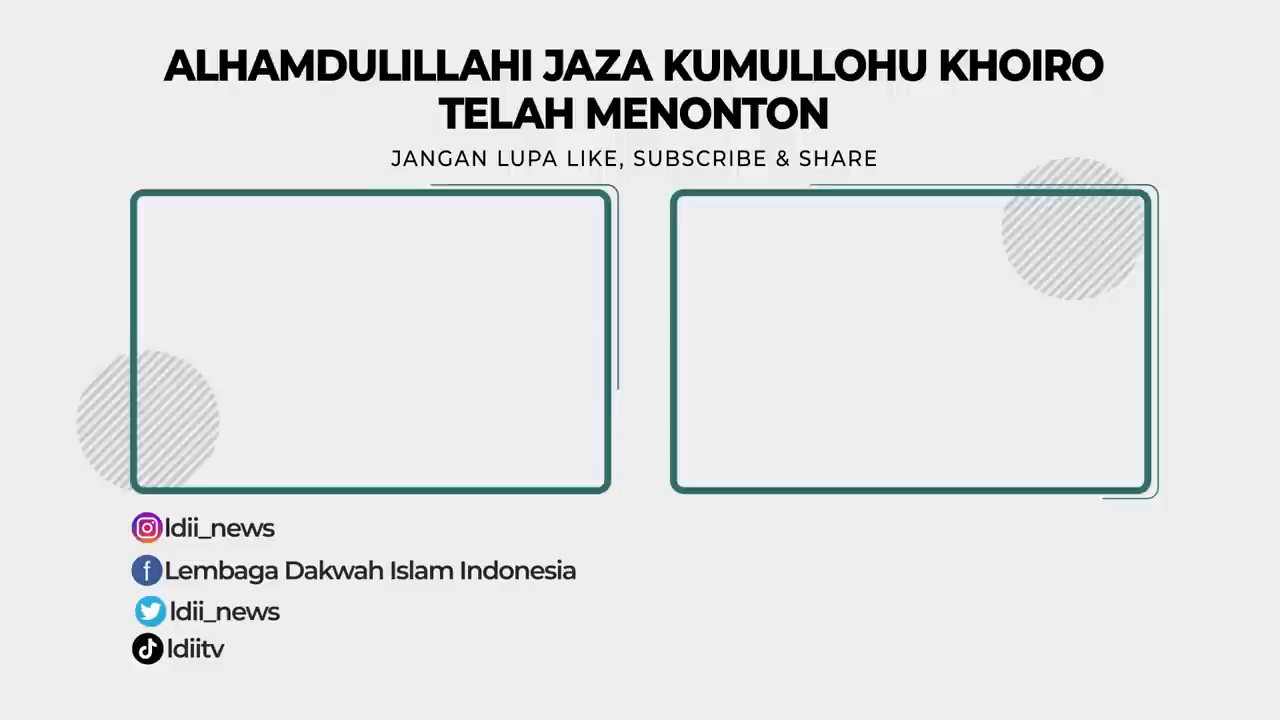 ALHAMDULILLAHI JAZA KUMULLOHU KHOIRO
TELAH MENONTON
JANGAN LUPA LIKE, SUBSCRIBE & SHARE
ldii_news
Lembaga Dakwah Islam Indonesia
ldii_news
ldiitv